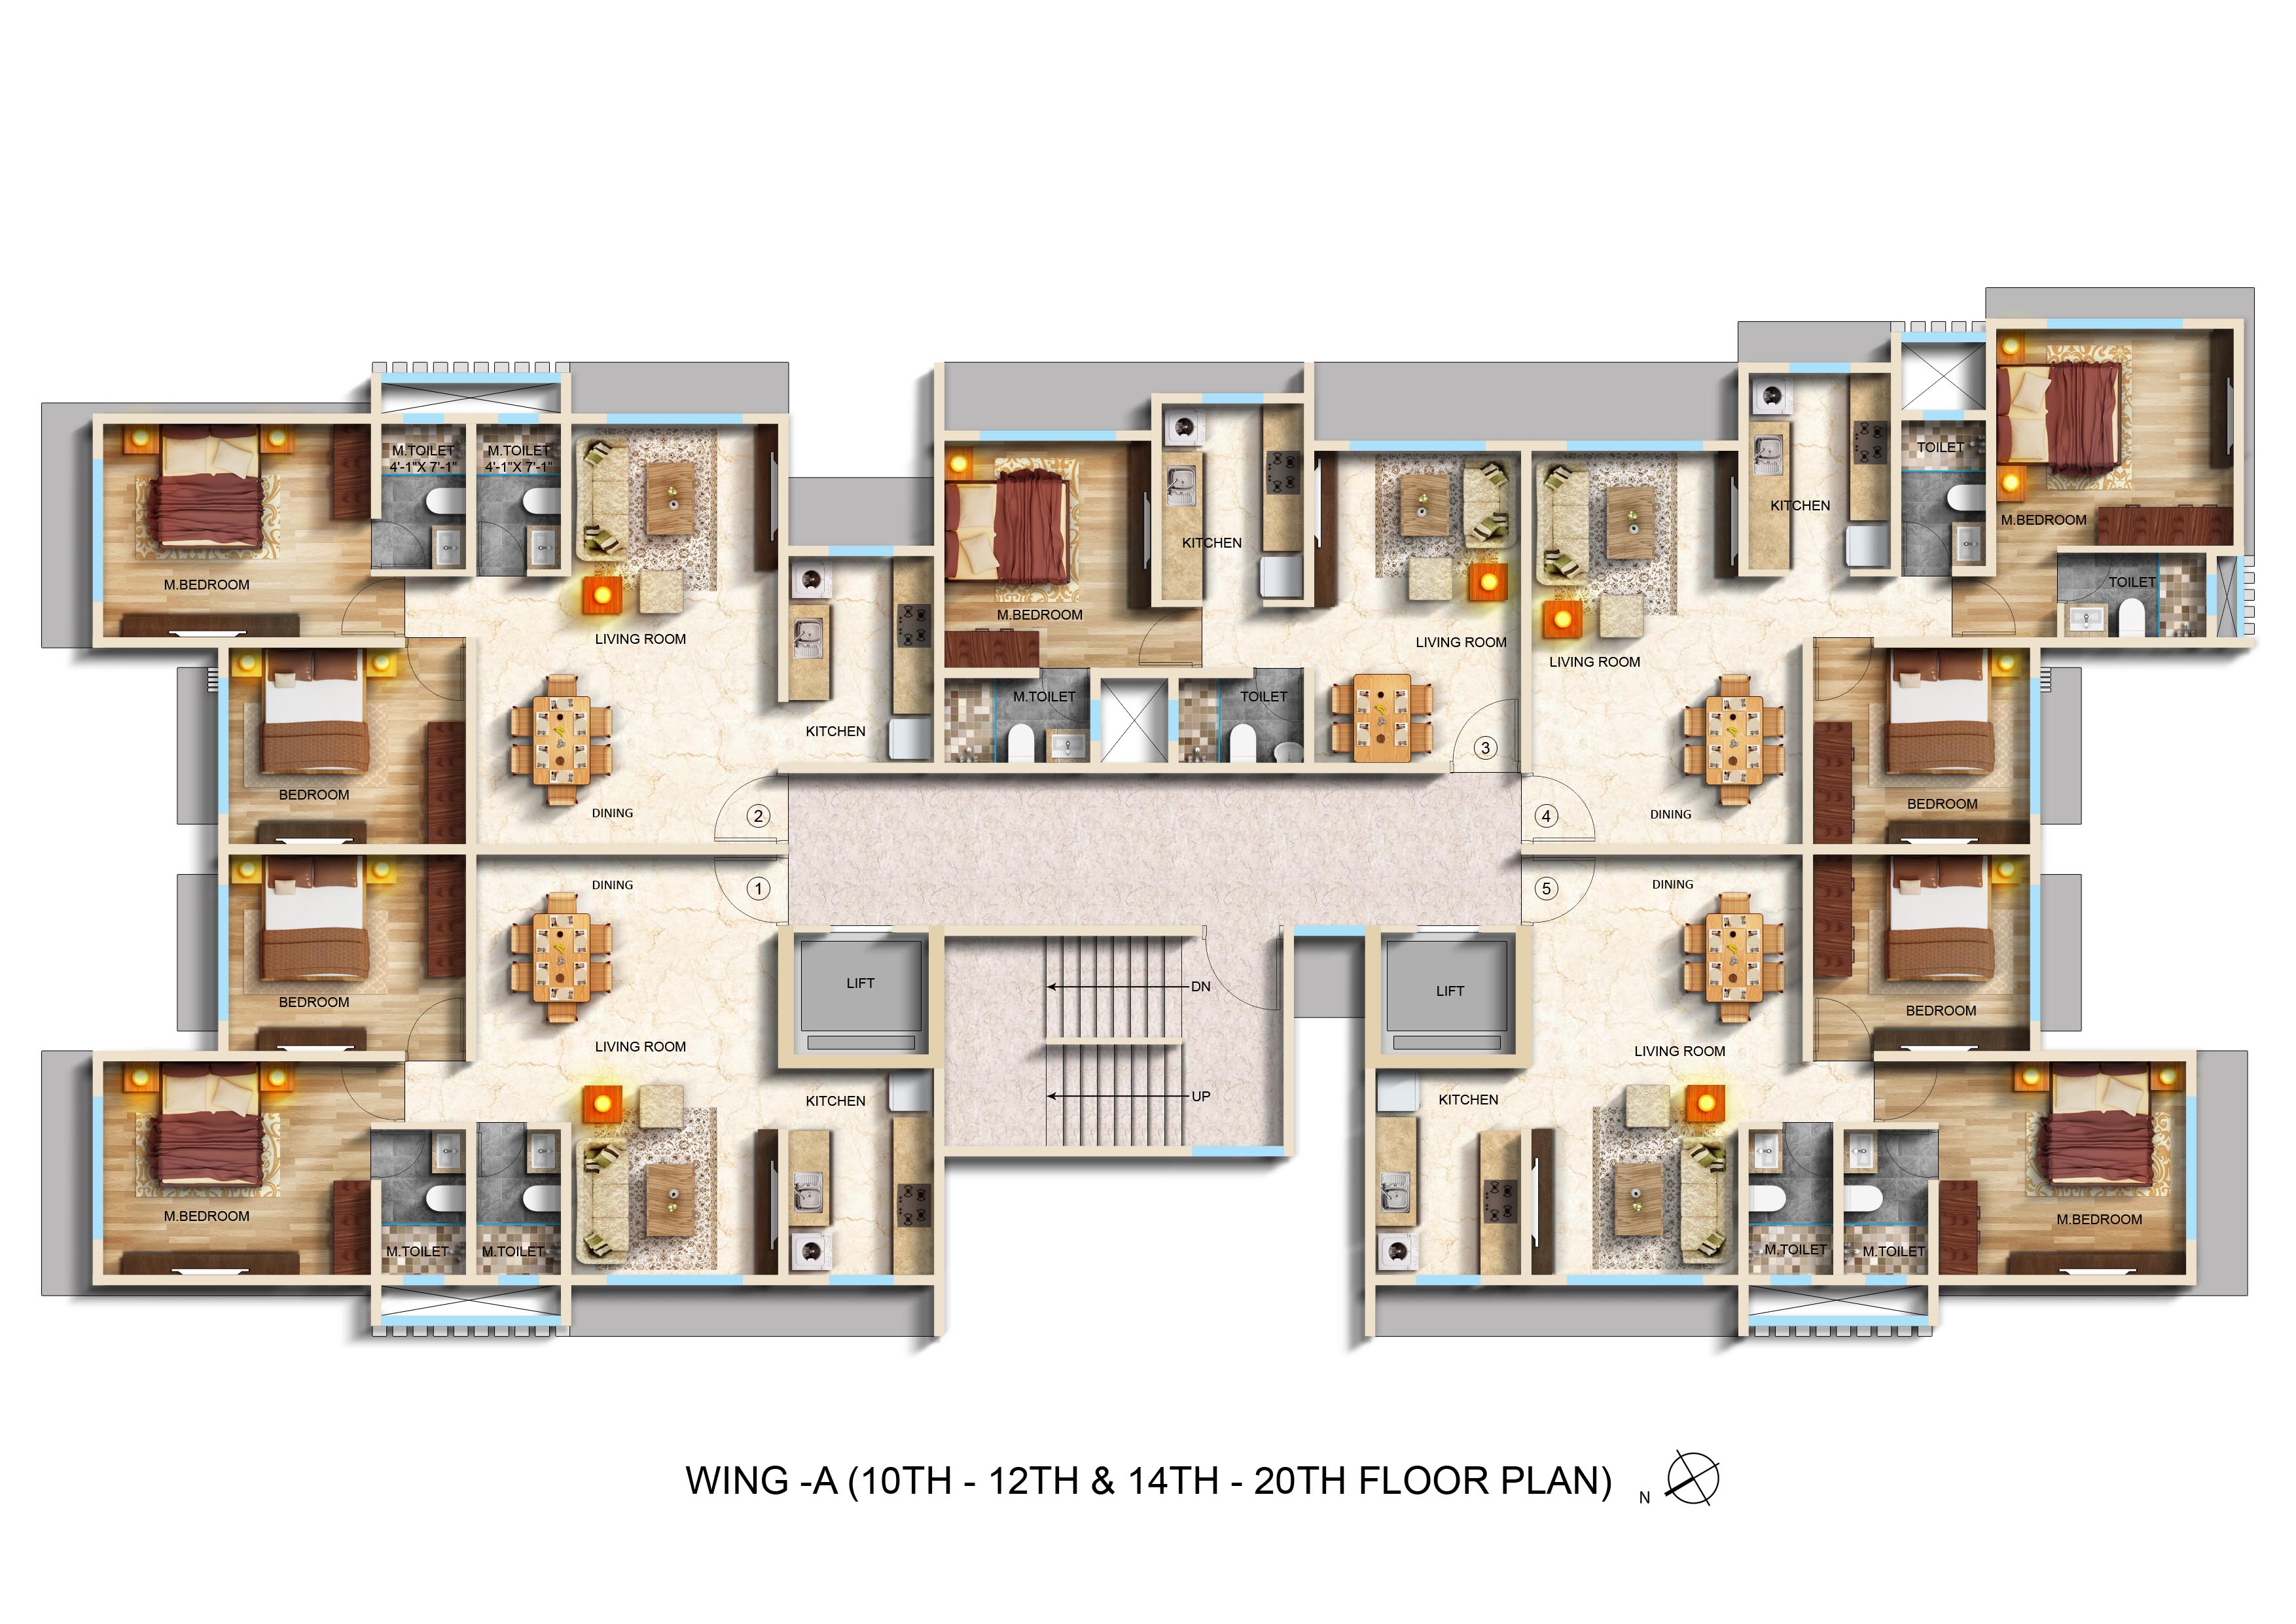 TOILET
M.TOILET
4'-1"X 7'-1"
M.TOILET
4'-1"X 7'-1"
KITCHEN
M.BEDROOM
KITCHEN
M.BEDROOM
TOILET
M.BEDROOM
LIVING ROOM
LIVING ROOM
LIVING ROOM
M.TOILET
TOILET
KITCHEN
3
BEDROOM
DINING
2
4
DINING
BEDROOM
DINING
1
5
DINING
BEDROOM
LIFT
DN
LIFT
BEDROOM
LIVING ROOM
LIVING ROOM
KITCHEN
UP
KITCHEN
M.BEDROOM
M.BEDROOM
M.TOILET
M.TOILET
M.TOILET
M.TOILET
WING -A (10TH - 12TH & 14TH - 20TH FLOOR PLAN)
N